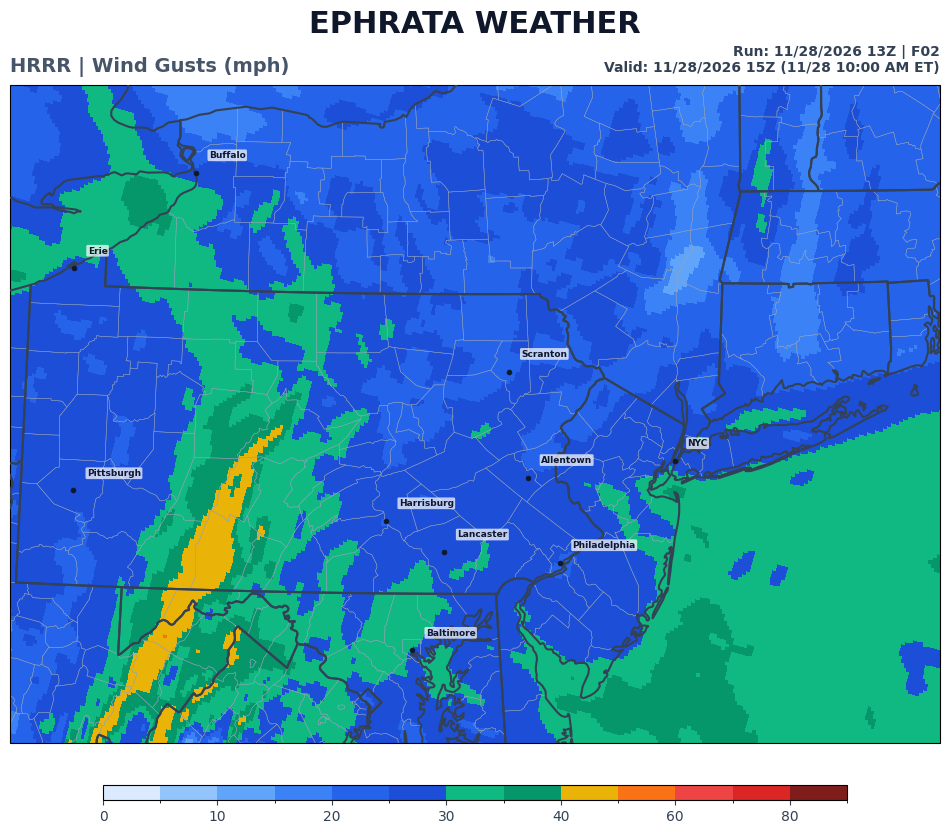 EPHRATA WEATHER
HRRR | Wind Gusts (mph)
Run: 11/28/2026 13Z | F02
Valid: 11/28/2026 15Z (11/28 10:00 AM ET)
Buffalo
Erie
Scranton
NYC
Allentown
Pittsburgh
Harrisburg
Lancaster
Philadelphia
Baltimore
0 10 20 30 40 50 60 70 80